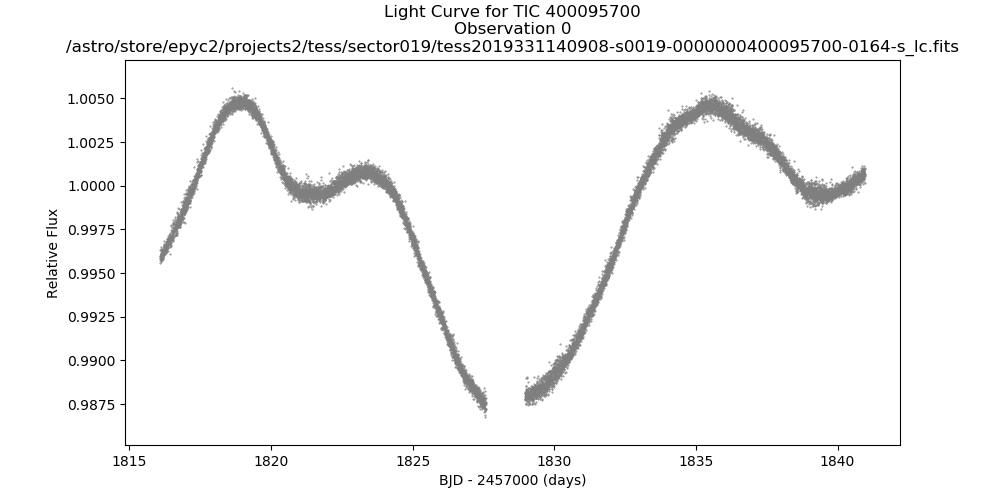 Light Curve for TIC 400095700
Observation 0
/astro/store/epyc2/projects2/tess/sector019/tess2019331140908-s0019-0000000400095700-0164-s_lc.fits
1.0050
1.0025
1.0000
0.9975
0.9950
0.9925
0.9900
0.9875
Relative Flux
1815 1820 1825 1830 1835 1840
BJD - 2457000 (days)